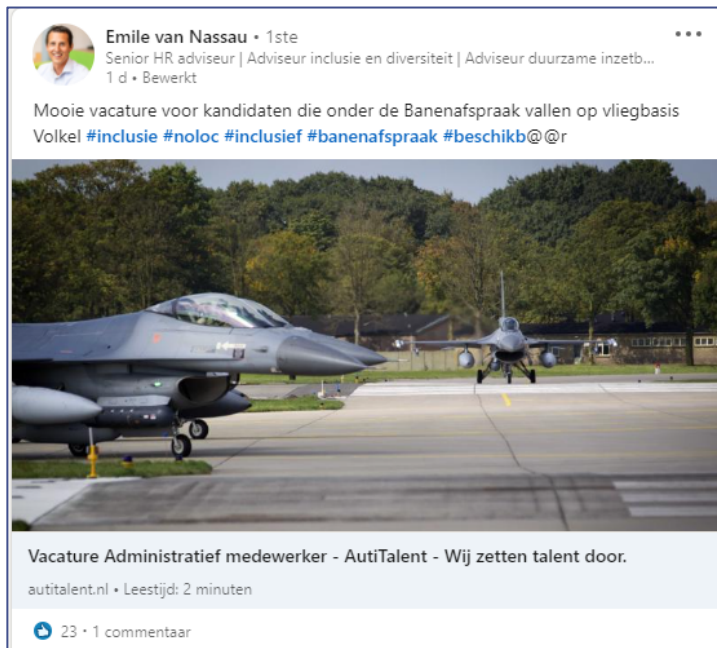 Emile van Nassau • 1ste
Senior HR adviseur | Adviseur inclusie en diversiteit | Adviseur duurzame inzetb...
1 d • Bewerkt
Mooie vacature voor kandidaten die onder de Banenafspraak vallen op vliegbasis
Volkel #inclusie #noloc #inclusief #banenafspraak #beschikb@@r
Vacature Administratief medewerker - AutiTalent - Wij zetten talent door.
autitalent.nl • Leestijd: 2 minuten
23 • 1 commentaar